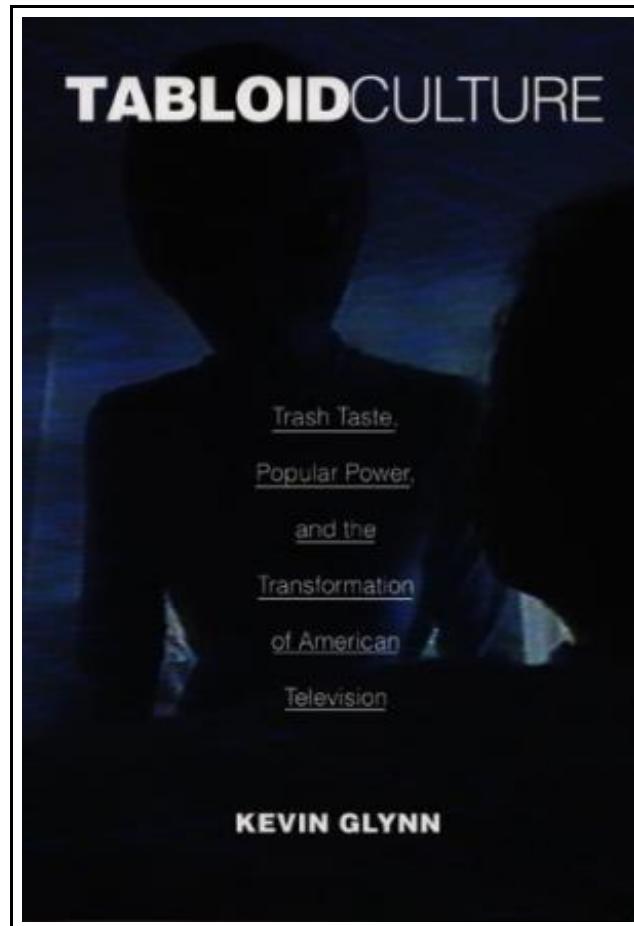 TABLOIDCULTURE
Trash Taste,
Popular Power,
and the
Transformation
of American
Television
KEVIN GLYNN